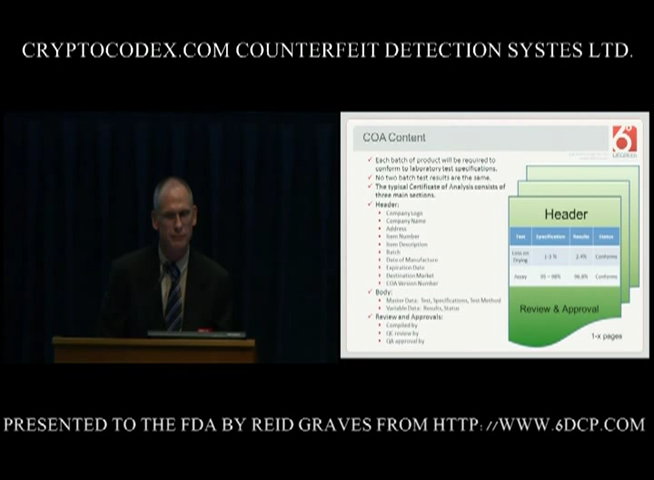 CRYPTOCODEX.COM COUNTERFEIT DETECTION SYSTES LTD.
COA Content
6°
Each batch of product will be required to
conform to laboratory test specifications.
No two batch test results are the same.
The typical Certificate of Analysis consists of
three main sections.
Header:
Company Logo
Company Name
Address
Item Number
Item Description
Batch
Date of Manufacture
Expiration Date
Destination Market
COA Version Number
Body:
Master Data: Test, Specifications, Test Method
Variable Data: Results, Status
Review and Approvals:
Compiled by
QC review by
QA approval by
Header
Test Specification Results Status
Loss on
Drying 1-3 % 2.4% Conforms
Assay 98.8% Conforms
Review & Approval
1-x pages
PRESENTED TO THE FDA BY REID GRAVES FROM HTTP://WWW.6DCP.COM